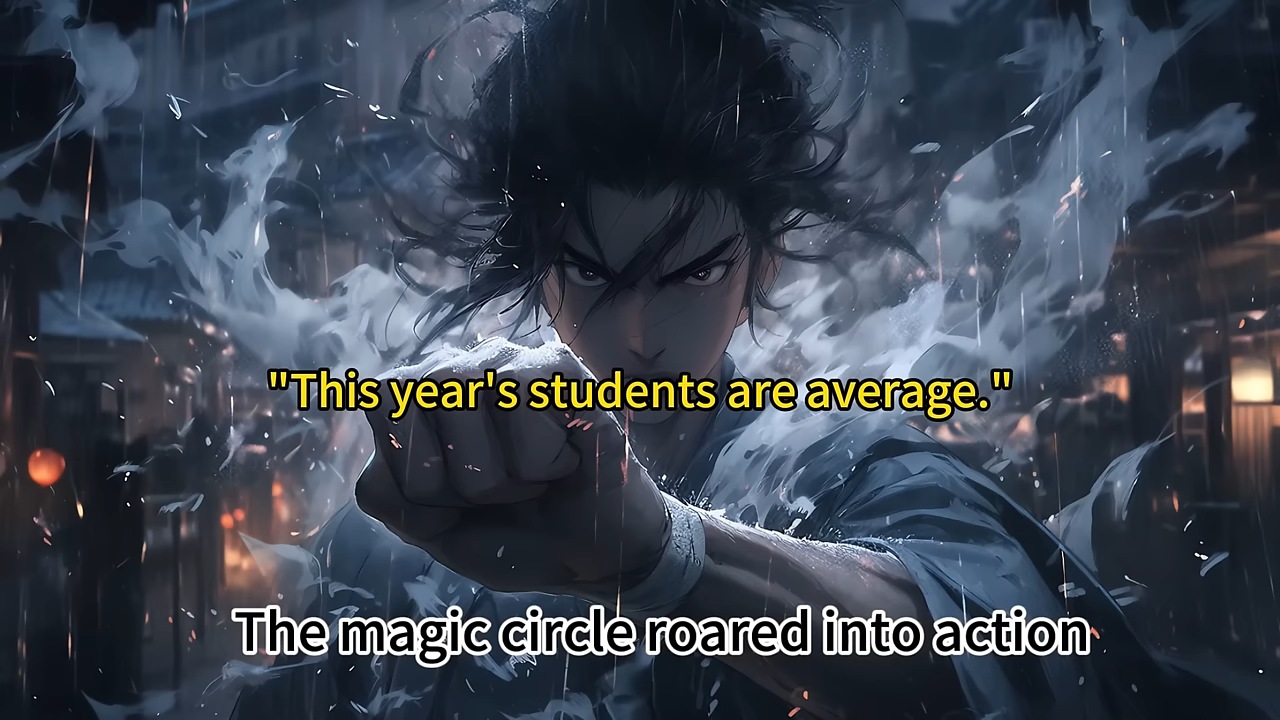 "This year's students are average."
The magic circle roared into action